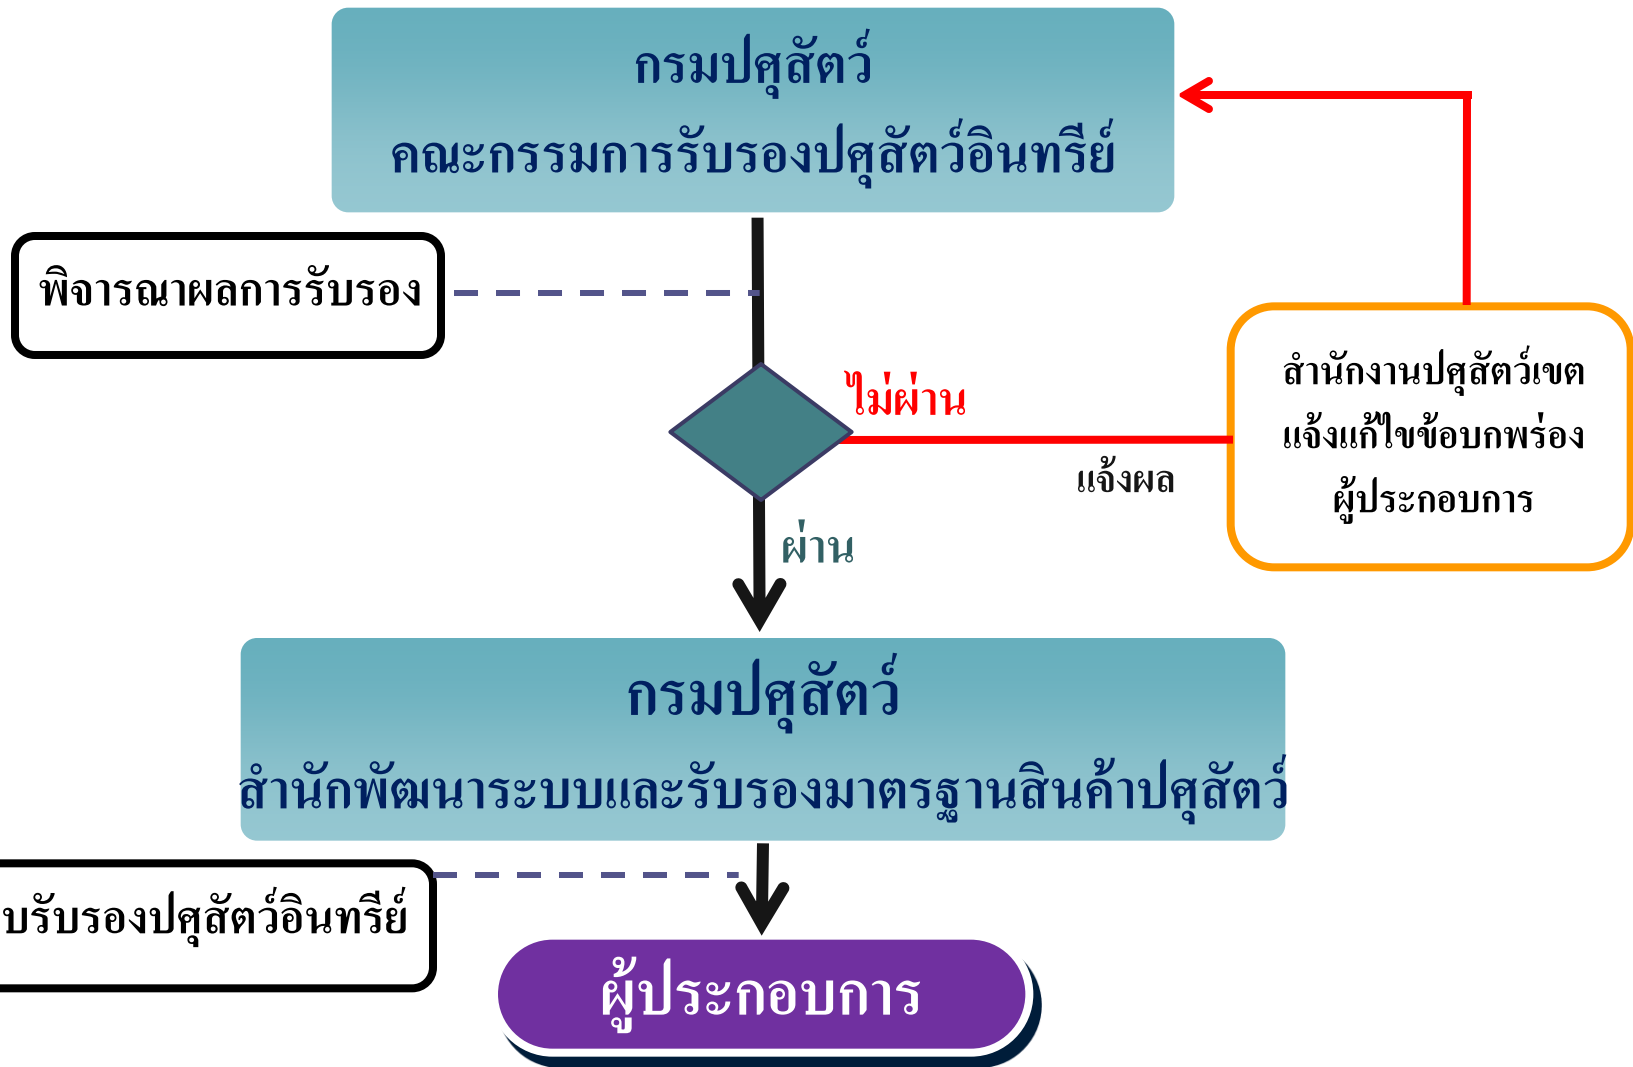 กรมปศุสัตว์
คณะกรรมการรับรองปศุสัตว์อินทรีย์
พิจารณาผลการรับรอง
ไม่ผ่าน
แจ้งผล
สำนักงานปศุสัตว์เขต
แจ้งแก้ไขข้อบกพร่อง
ผู้ประกอบการ
ผ่าน
กรมปศุสัตว์
สำนักพัฒนาระบบและรับรองมาตรฐานสินค้าปศุสัตว์
บรับรองปศุสัตว์อินทรีย์
ผู้ประกอบการ